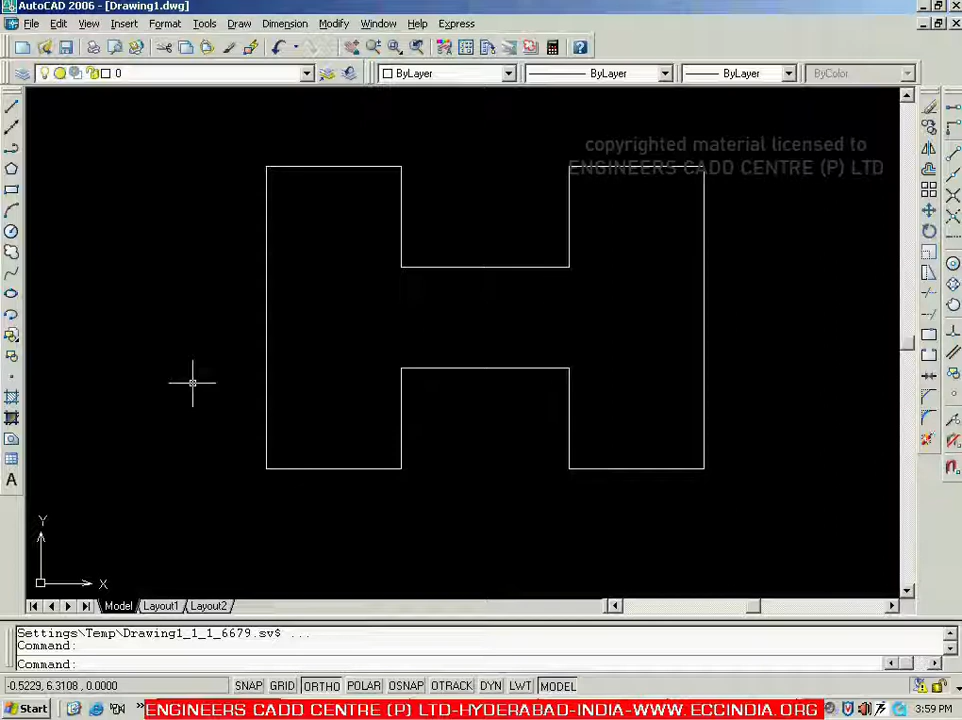 AutoCAD 2006 - [Drawing1.dwg]
File Edit View Insert Format Tools Draw Dimension Modify Window Help Express
0 ByLayer ByLayer ByLayer ByColor
copyrighted material licensed to
ENGINEERS CADD CENTRE (P) LTD
Y
X
Model Layout1 Layout2
Settings\Temp\Drawing1_1_1_6679.sv$ ...
Command:
Command:
-0.5229, 6.3108, 0.0000 SNAP GRID ORTHO POLAR OSNAP OTRACK DYN LWT MODEL
Start ENGINEERS CADD CENTRE (P) LTD-HYDERABAD-INDIA-WWW.ECCINDIA.ORG 3:59 PM